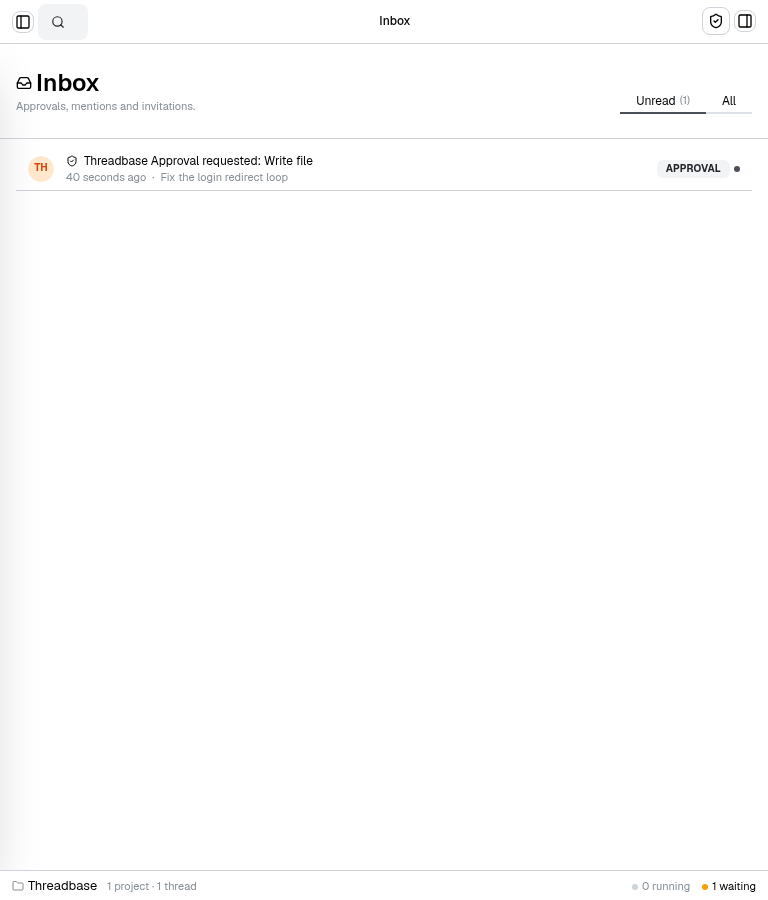 Inbox
Inbox
Approvals, mentions and invitations.
Unread (1) All
TH
Threadbase Approval requested: Write file
40 seconds ago · Fix the login redirect loop
APPROVAL
Threadbase 1 project · 1 thread
0 running 1 waiting